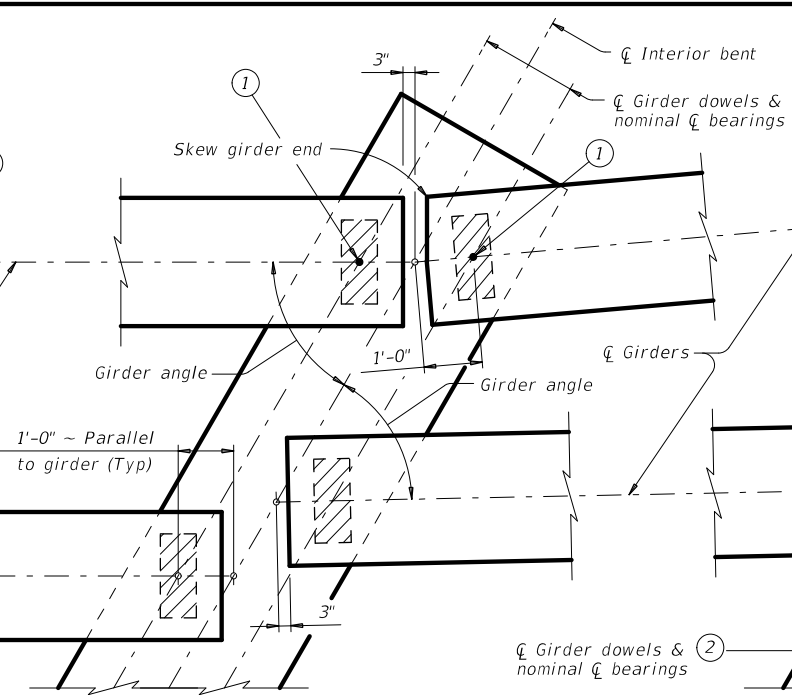 ℄ Interior bent
3"
1
℄ Girder dowels &
nominal ℄ bearings
Skew girder end
1
1'-0"
℄ Girders
Girder angle
Girder angle
1'-0" ~ Parallel
to girder (Typ)
3"
℄ Girder dowels & 2
nominal ℄ bearings